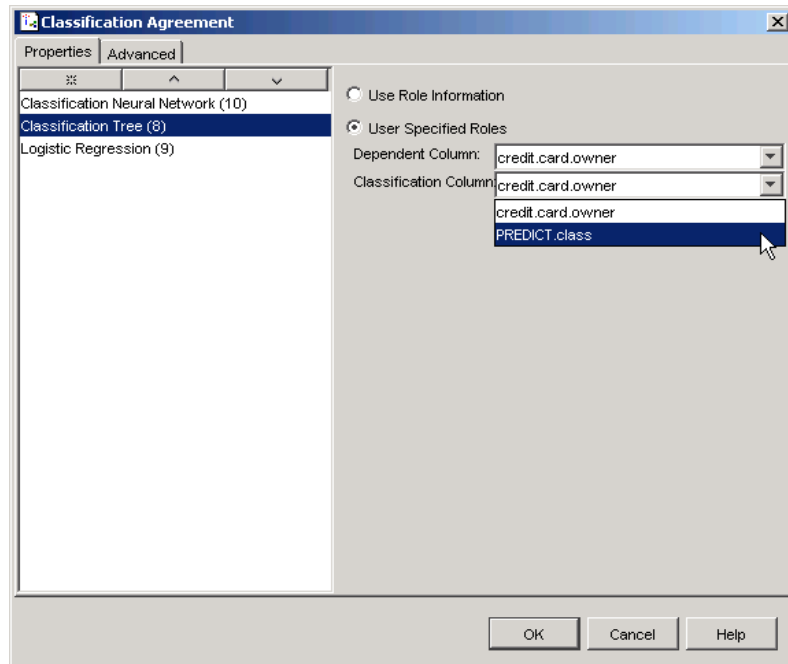 Classification Agreement
Properties Advanced
Classification Neural Network (10)
Classification Tree (8)
Logistic Regression (9)
Use Role Information
User Specified Roles
Dependent Column: credit.card.owner
Classification Column: credit.card.owner
credit.card.owner
PREDICT.class
OK Cancel Help